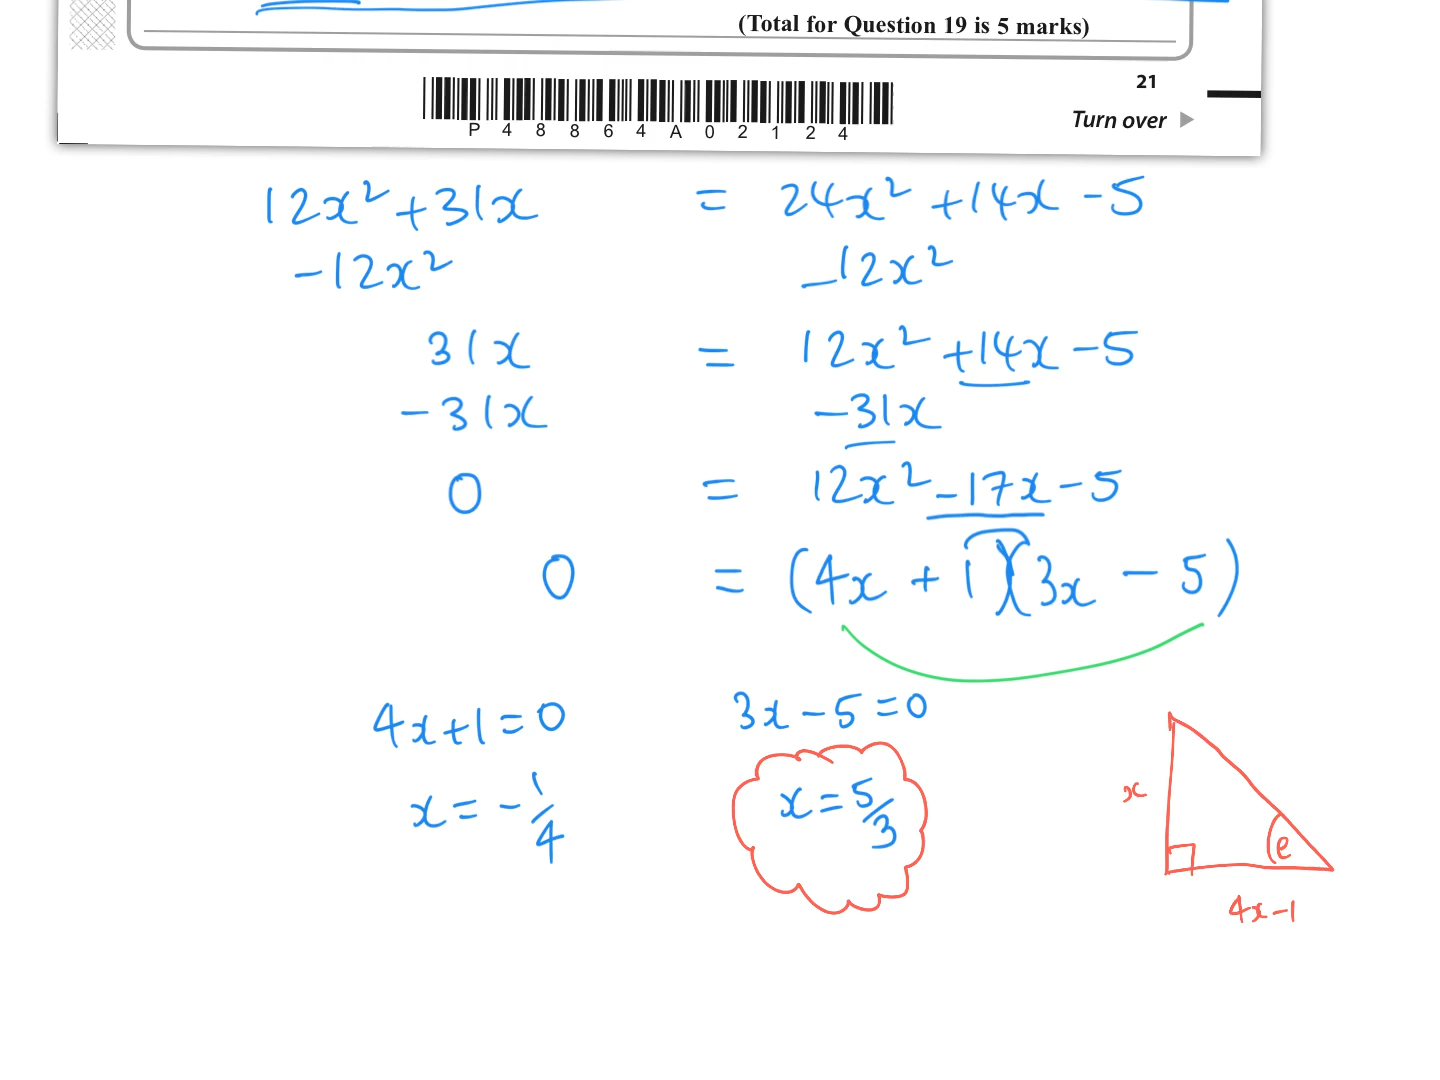 (Total for Question 19 is 5 marks)
21
P 4 8 8 6 4 A 0 2 1 2 4
Turn over
12x² + 31x = 24x² + 14x - 5
-12x² -12x²
31x = 12x² + 14x - 5
-31x -31x
0 = 12x² - 17x - 5
0 = (4x + 1)(3x - 5)
4x + 1 = 0 3x - 5 = 0
x = -1/4 x = 5/3
x
e
4x - 1